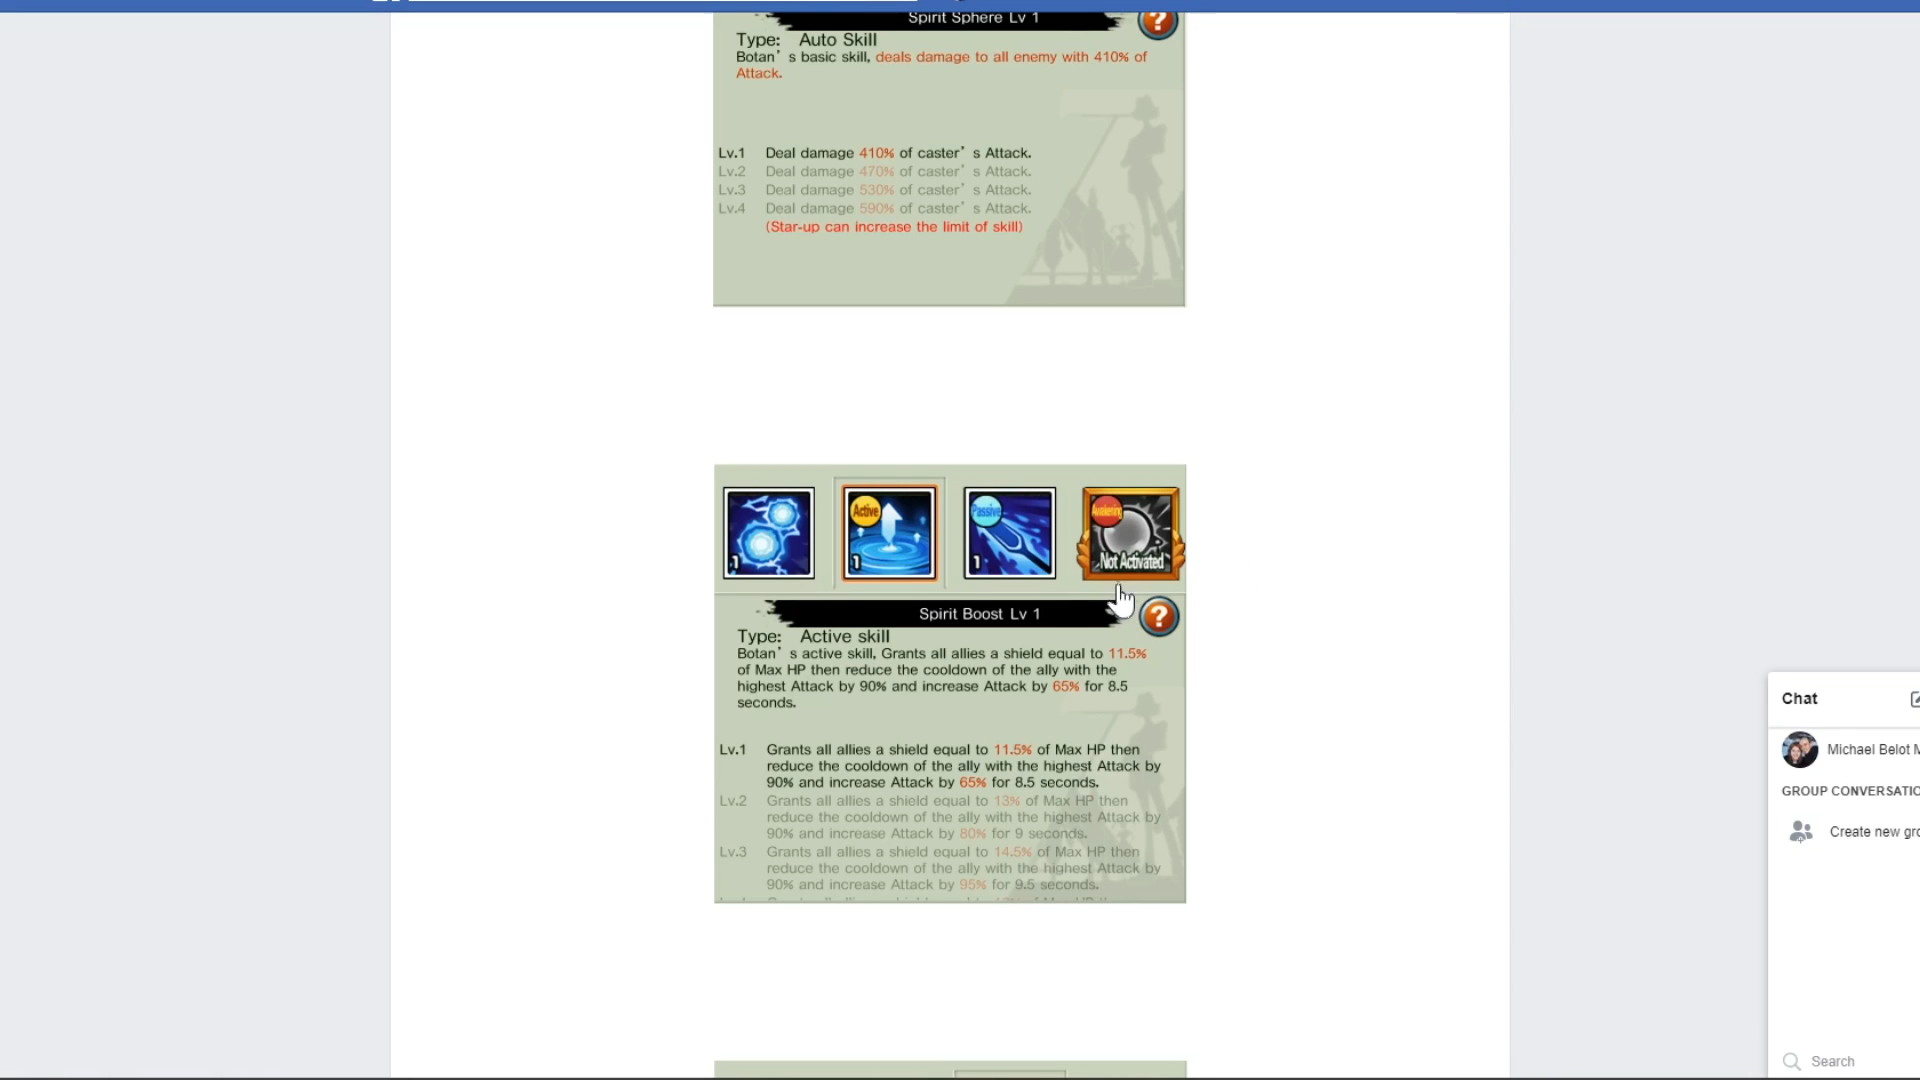 Spirit Sphere Lv 1
?
Type: Auto Skill
Botan’s basic skill, deals damage to all enemy with 410% of
Attack.
Lv.1 Deal damage 410% of caster’s Attack.
Lv.2 Deal damage 470% of caster’s Attack.
Lv.3 Deal damage 530% of caster’s Attack.
Lv.4 Deal damage 590% of caster’s Attack.
(Star-up can increase the limit of skill)
Active
Passive
Awakening
1
1
1
Not Activated
Spirit Boost Lv 1
?
Type: Active skill
Botan’s active skill, Grants all allies a shield equal to 11.5%
of Max HP then reduce the cooldown of the ally with the
highest Attack by 90% and increase Attack by 65% for 8.5
seconds.
Lv.1 Grants all allies a shield equal to 11.5% of Max HP then
reduce the cooldown of the ally with the highest Attack by
90% and increase Attack by 65% for 8.5 seconds.
Lv.2 Grants all allies a shield equal to 13% of Max HP then
reduce the cooldown of the ally with the highest Attack by
90% and increase Attack by 80% for 9 seconds.
Lv.3 Grants all allies a shield equal to 14.5% of Max HP then
reduce the cooldown of the ally with the highest Attack by
90% and increase Attack by 95% for 9.5 seconds.
Chat
Michael Belot M
GROUP CONVERSATIO
Create new gro
Search